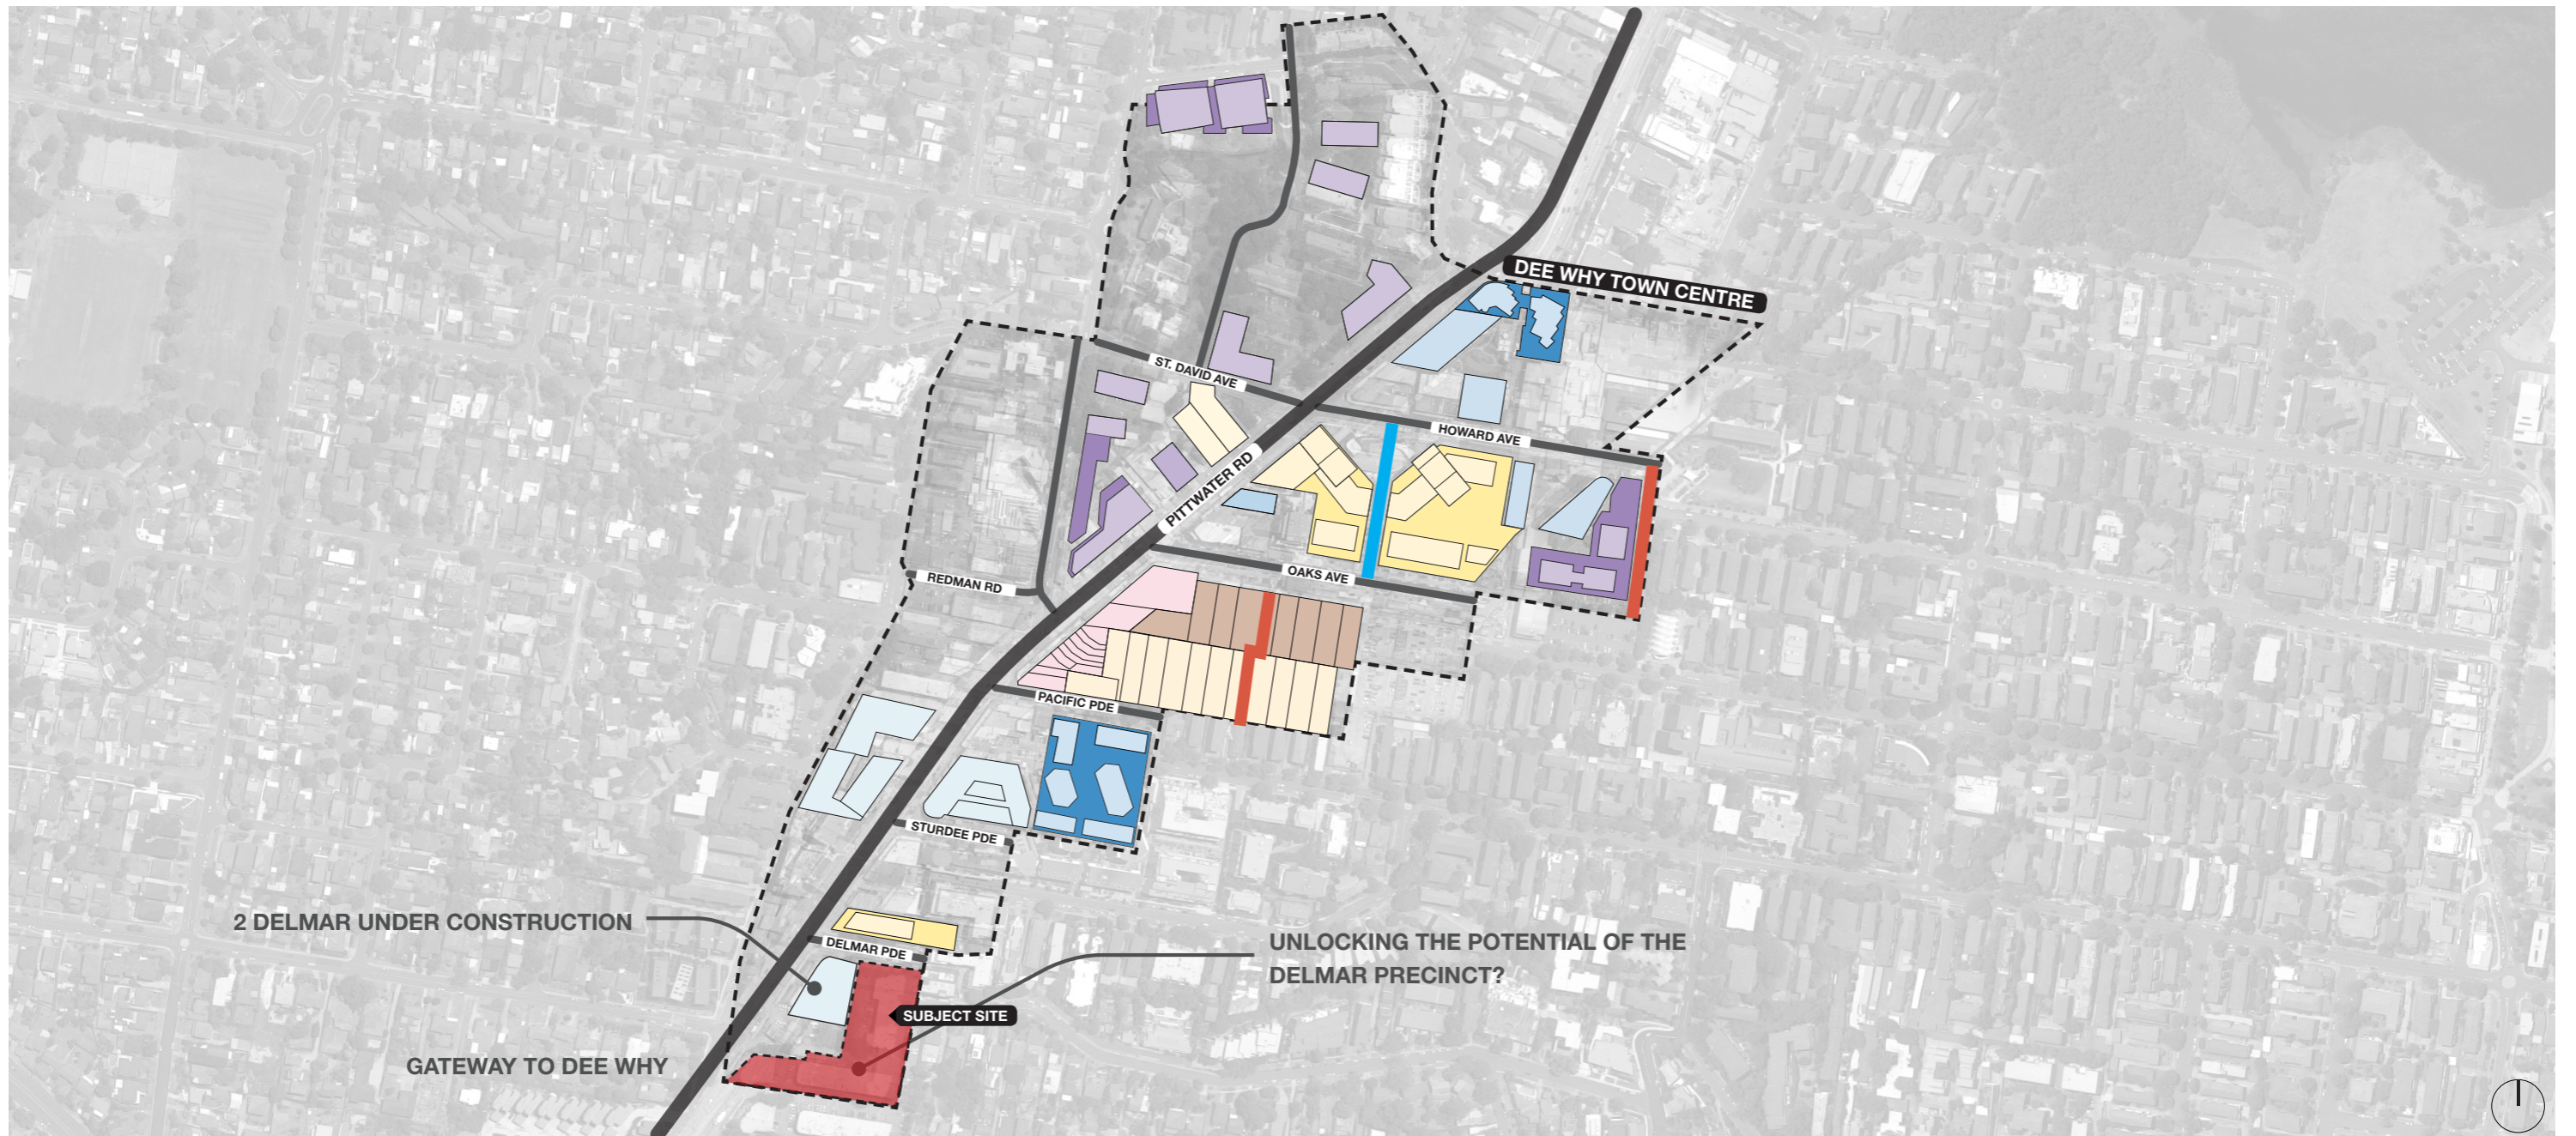 DEE WHY TOWN CENTRE
ST. DAVID AVE
HOWARD AVE
PITTWATER RD
OAKS AVE
REDMAN RD
PACIFIC PDE
STURDEE PDE
2 DELMAR UNDER CONSTRUCTION
DELMAR PDE
UNLOCKING THE POTENTIAL OF THE
DELMAR PRECINCT?
SUBJECT SITE
GATEWAY TO DEE WHY